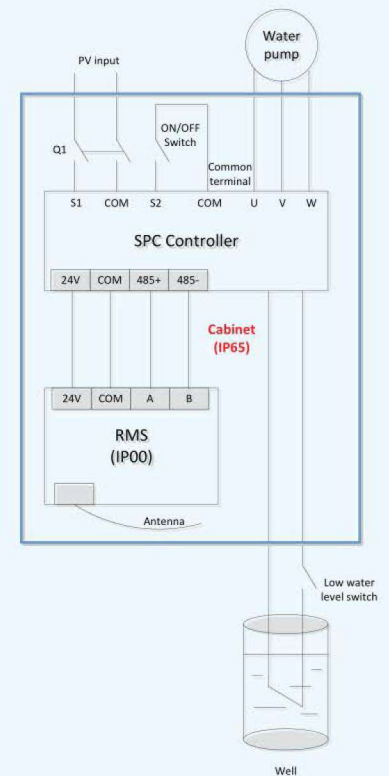 Water
pump
PV input
ON/OFF
Switch
Q1
Common
terminal
S1 COM S2 COM U V W
SPC Controller
24V COM 485+ 485-
Cabinet
(IP65)
24V COM A B
RMS
(IP00)
Antenna
Low water
level switch
Well